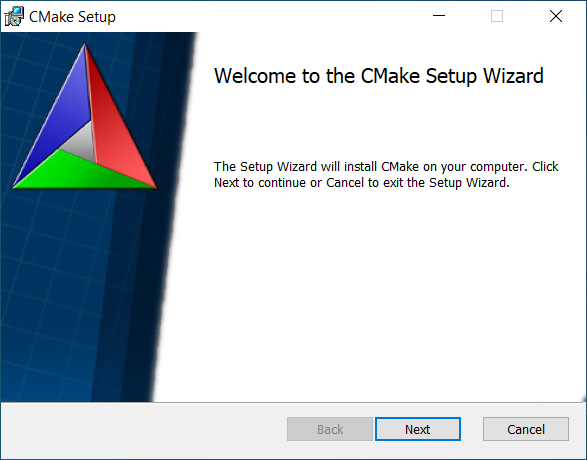 CMake Setup
Welcome to the CMake Setup Wizard
The Setup Wizard will install CMake on your computer. Click
Next to continue or Cancel to exit the Setup Wizard.
Back
Next
Cancel